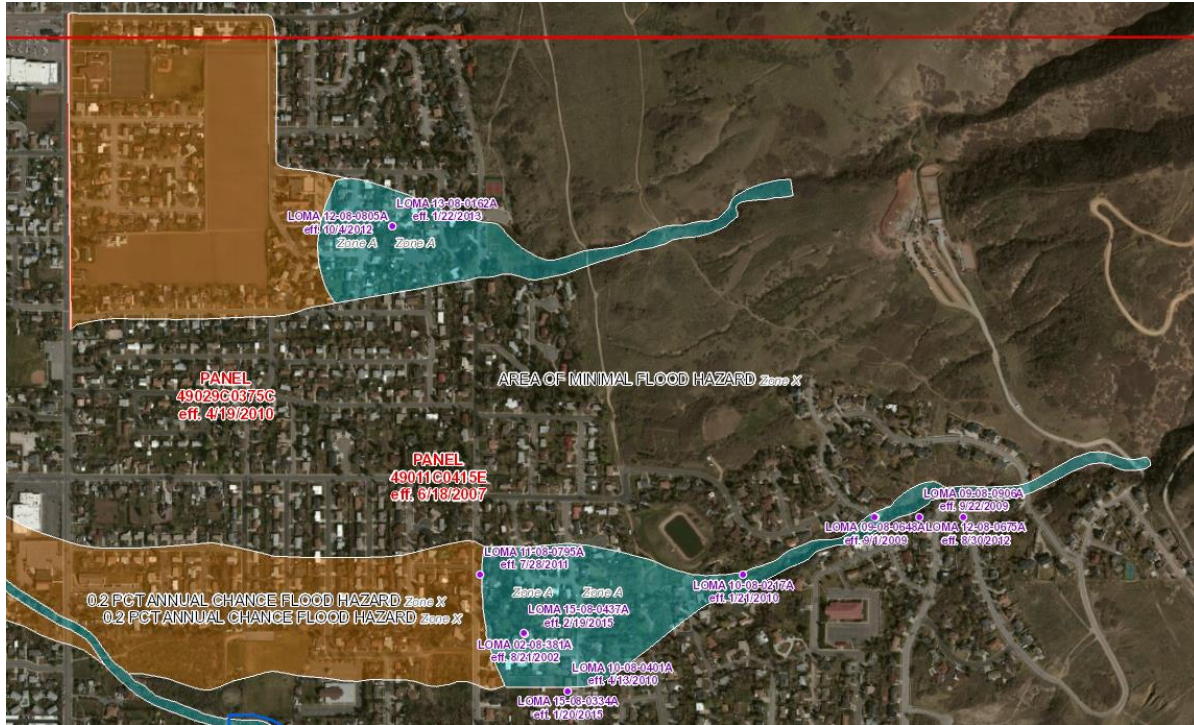 LOMA 13-08-0162A
eff. 1/22/2013
LOMA 12-08-0805A
eff. 10/4/2012
Zone A
Zone A
PANEL
49029C0375C
eff. 4/19/2010
AREA OF MINIMAL FLOOD HAZARD Zone X
PANEL
49011C0415E
eff. 6/18/2007
LOMA 09-08-0906A
eff. 9/22/2009
LOMA 09-08-0648A
eff. 9/1/2009
LOMA 12-08-0675A
eff. 8/30/2012
LOMA 11-08-0795A
eff. 7/28/2011
LOMA 10-08-0217A
eff. 1/21/2010
Zone A
Zone A
0.2 PCT ANNUAL CHANCE FLOOD HAZARD Zone X
0.2 PCT ANNUAL CHANCE FLOOD HAZARD Zone X
LOMA 15-08-0437A
eff. 2/19/2015
LOMA 02-08-381A
eff. 8/21/2002
LOMA 10-08-0401A
eff. 4/13/2010
LOMA 15-08-0334A
eff. 1/20/2015